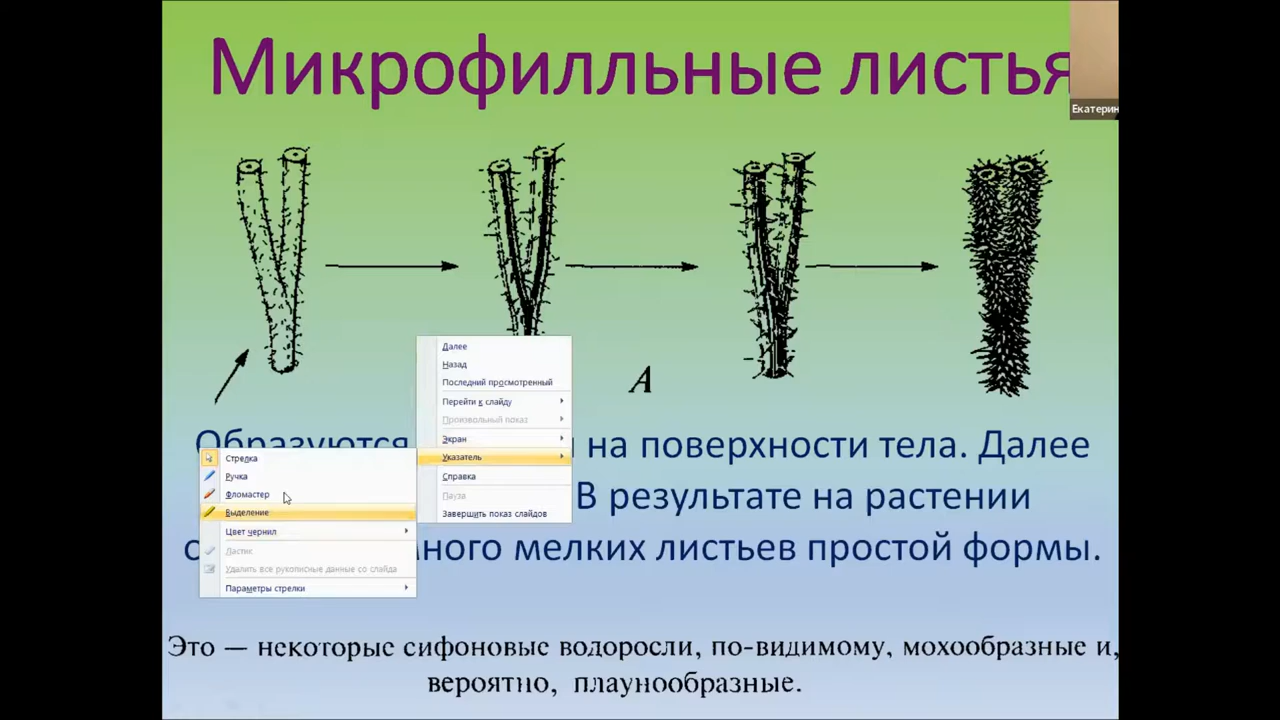 Микрофилльные листья
Екатерин
А
Образуются
на поверхности тела. Далее
В результате на растении
много мелких листьев простой формы.
Далее
Назад
Последний просмотренный
Перейти к слайду
Произвольный показ
Экран
Указатель
Справка
Пауза
Завершить показ слайдов
Стрелка
Ручка
Фломастер
Выделение
Цвет чернил
Ластик
Удалить все рукописные данные со слайда
Параметры стрелки
Это — некоторые сифоновые водоросли, по-видимому, мохообразные и,
вероятно, плаунообразные.